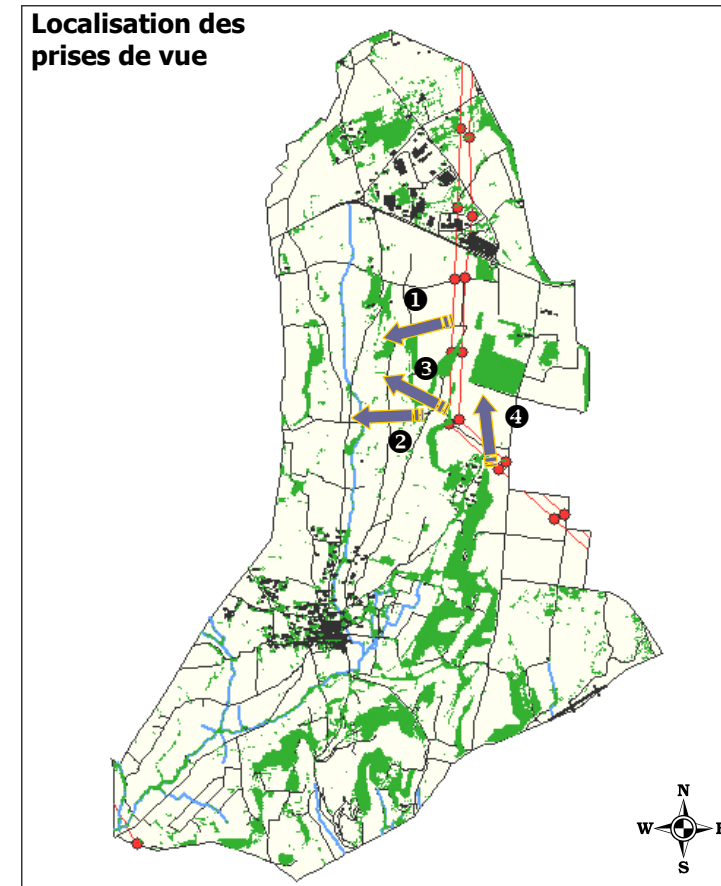 Localisation des
prises de vue
❶
❸
❹
❷
N
W E
S